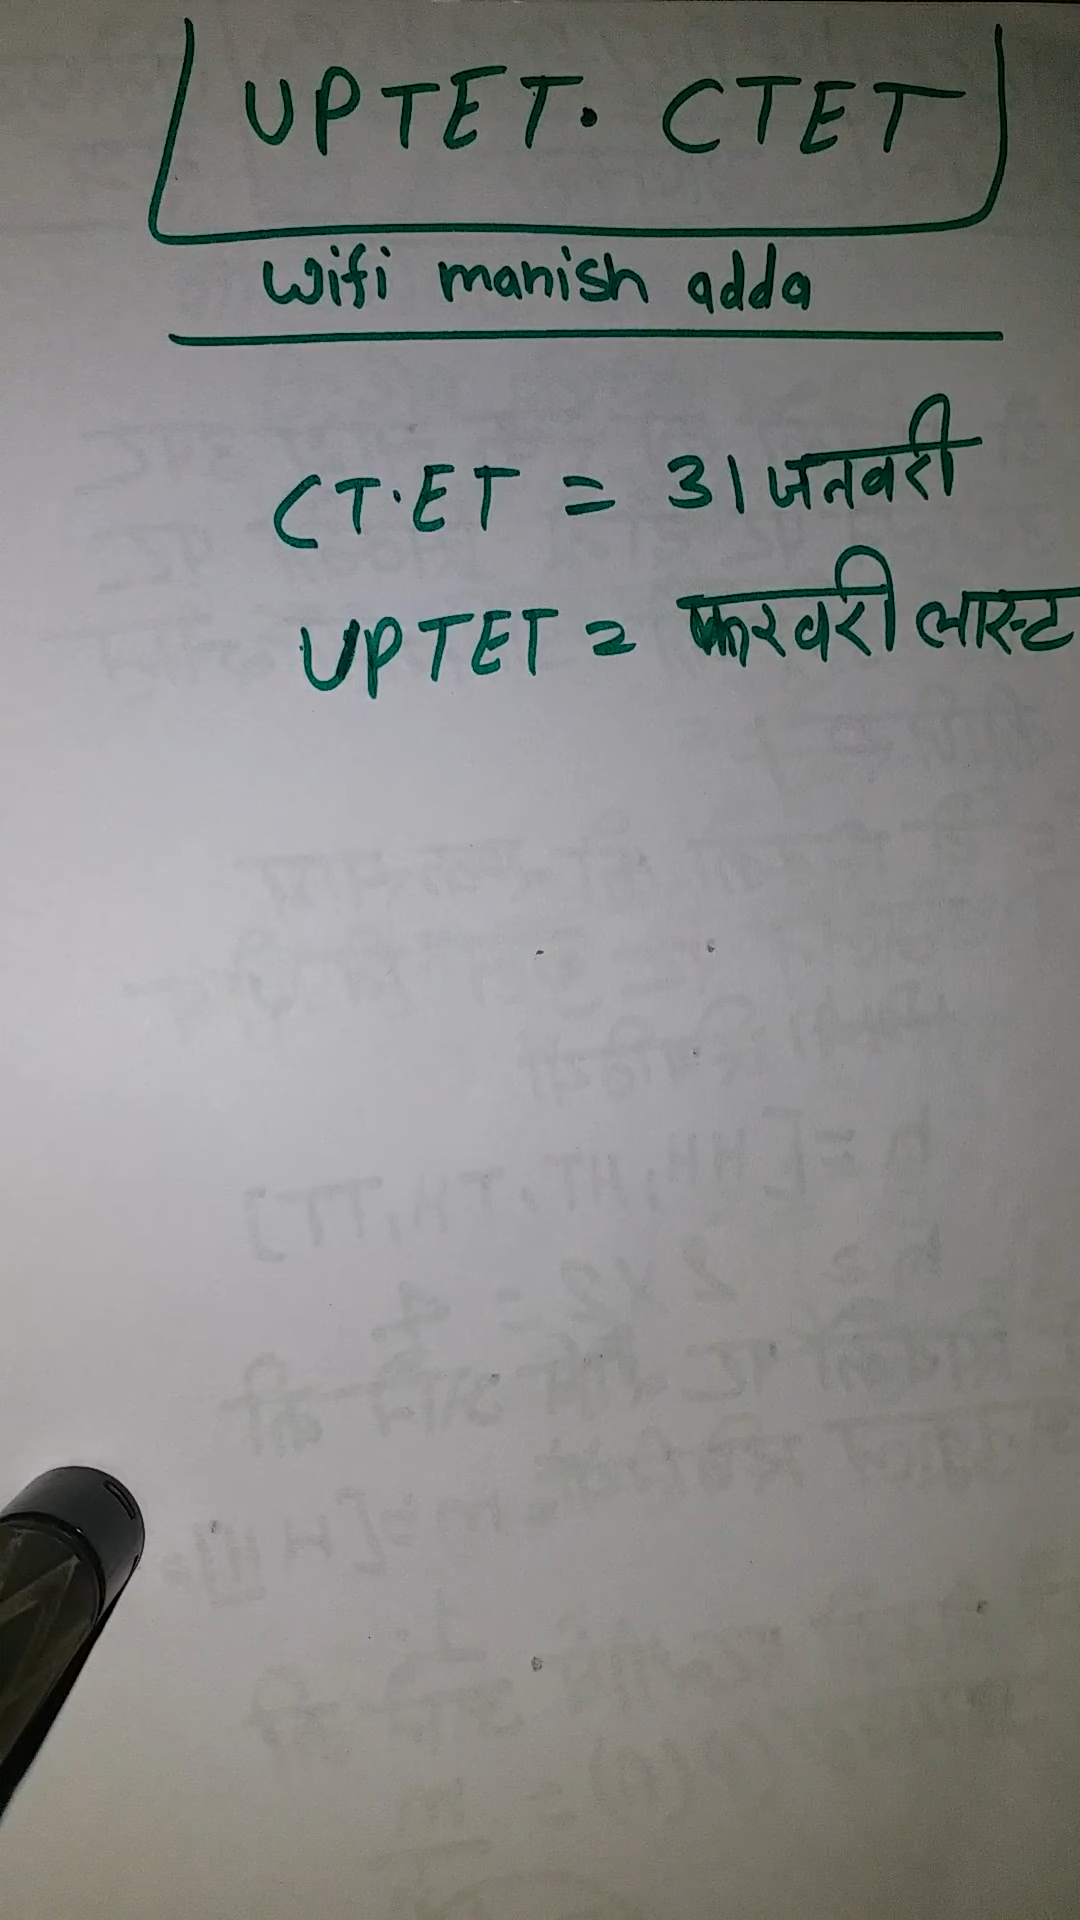 UPTET. CTET
wifi manish adda
CT.ET = 31 जनवरी
UPTET = फरवरी लास्ट